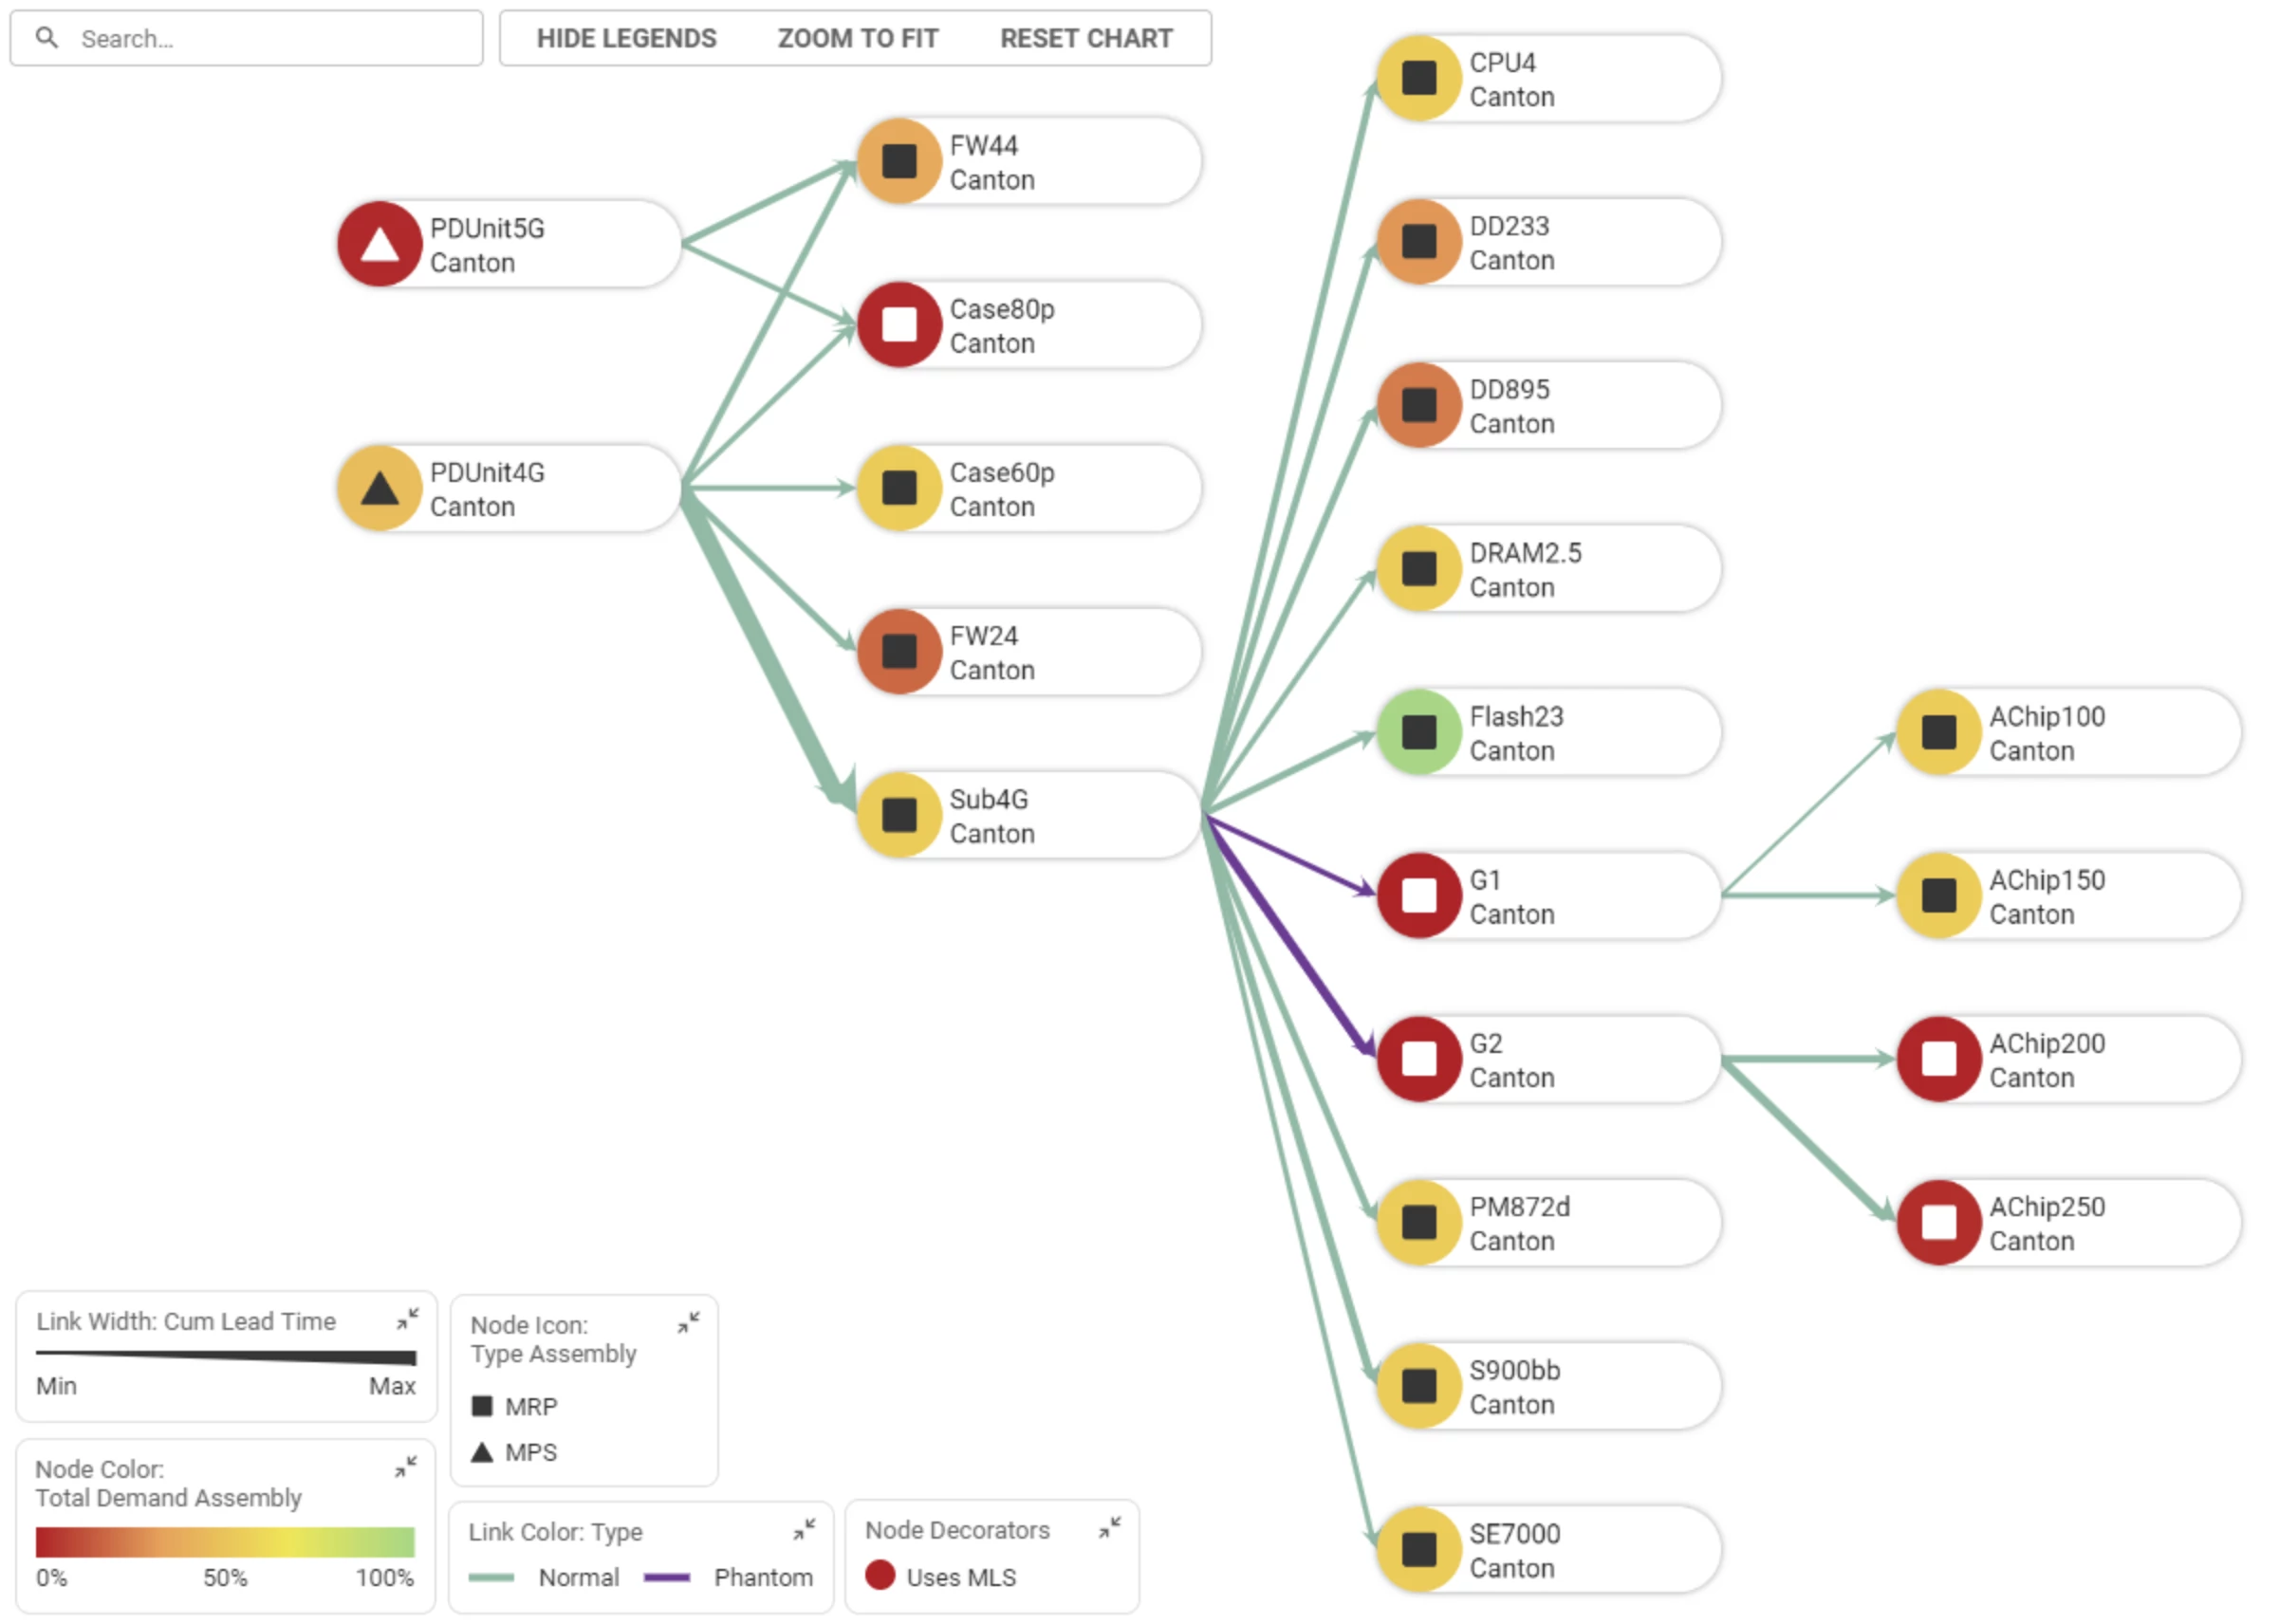 Search...
HIDE LEGENDS
ZOOM TO FIT
RESET CHART
PDUnit5G
Canton
PDUnit4G
Canton
FW44
Canton
Case80p
Canton
Case60p
Canton
FW24
Canton
Sub4G
Canton
CPU4
Canton
DD233
Canton
DD895
Canton
DRAM2.5
Canton
Flash23
Canton
G1
Canton
G2
Canton
PM872d
Canton
S900bb
Canton
SE7000
Canton
AChip100
Canton
AChip150
Canton
AChip200
Canton
AChip250
Canton
Link Width: Cum Lead Time
Min
Max
Node Color:
Total Demand Assembly
0%
50%
100%
Node Icon:
Type Assembly
MRP
MPS
Link Color: Type
Normal
Phantom
Node Decorators
Uses MLS